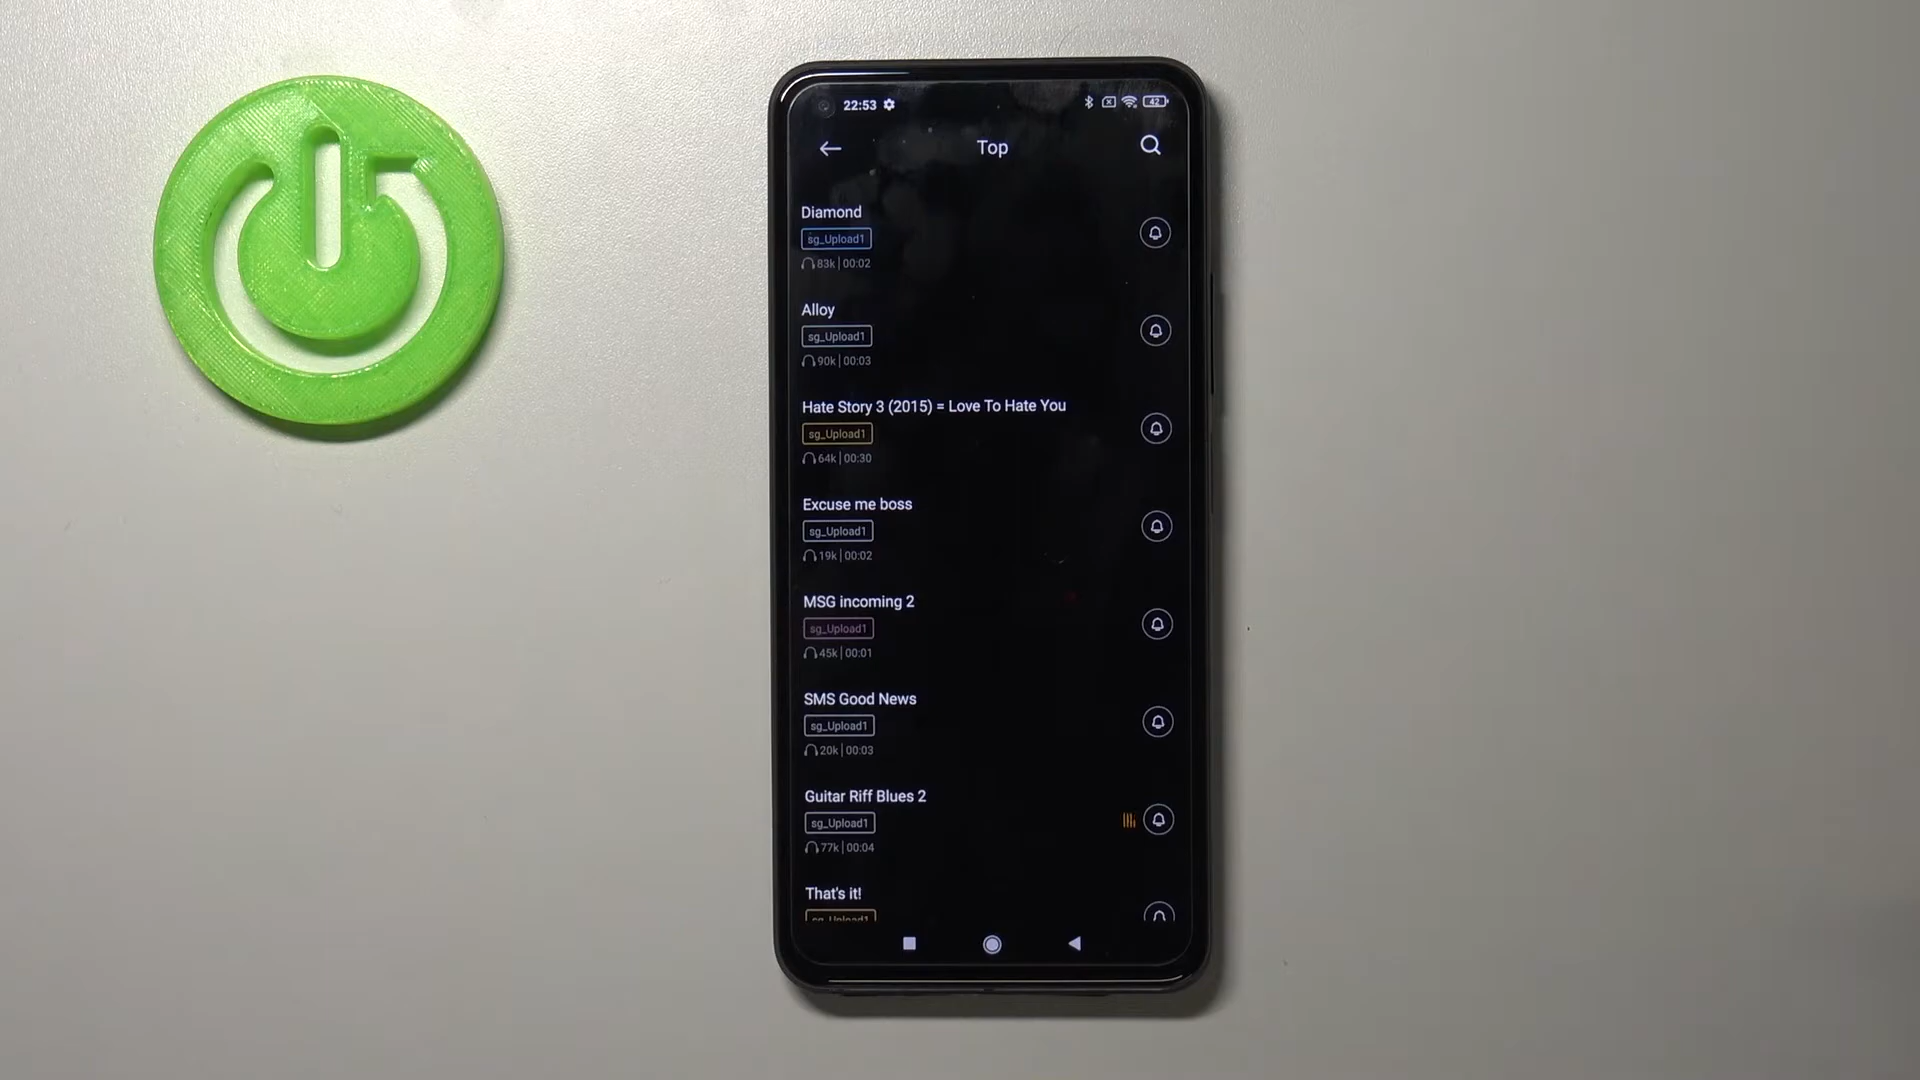 22:53
42
Top
Diamond
sg_Upload1
83k | 00:02
Alloy
sg_Upload1
90k | 00:03
Hate Story 3 (2015) = Love To Hate You
sg_Upload1
64k | 00:30
Excuse me boss
sg_Upload1
19k | 00:02
MSG incoming 2
sg_Upload1
45k | 00:01
SMS Good News
sg_Upload1
20k | 00:03
Guitar Riff Blues 2
sg_Upload1
77k | 00:04
That's it!
sg_Upload1